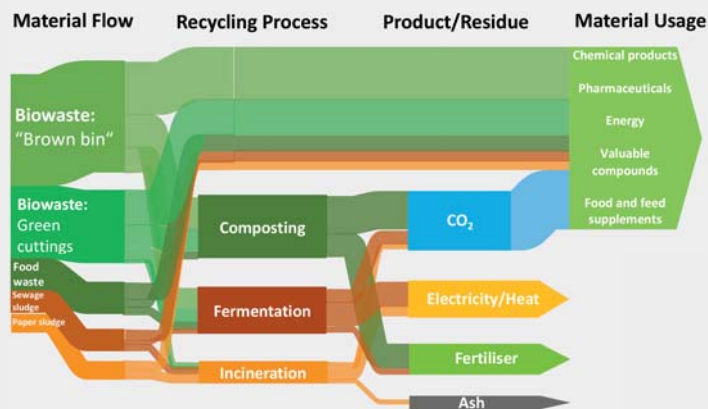 Material Flow
Recycling Process
Product/Residue
Material Usage
Biowaste:
“Brown bin“
Biowaste:
Green
cuttings
Food
waste
Sewage
sludge
Paper sludge
Composting
Fermentation
Incineration
CO₂
Electricity/Heat
Fertiliser
Ash
Chemical products
Pharmaceuticals
Energy
Valuable
compounds
Food and feed
supplements